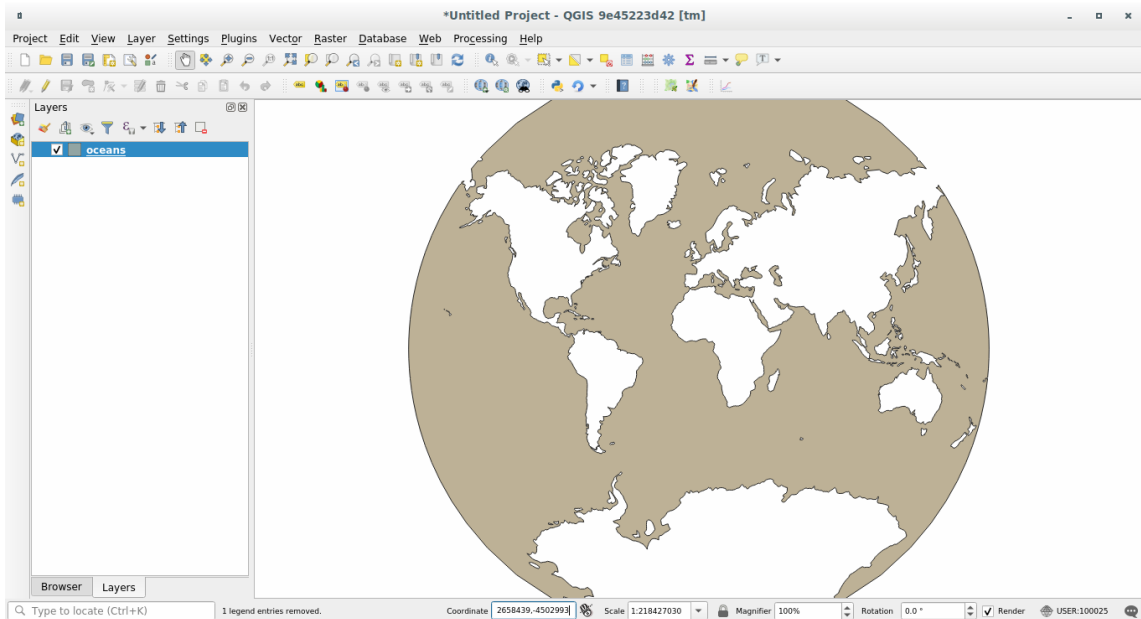 *Untitled Project - QGIS 9e45223d42 [tm]
Project Edit View Layer Settings Plugins Vector Raster Database Web Processing Help
Layers
oceans
Browser Layers
Type to locate (Ctrl+K) 1 legend entries removed. Coordinate 2658439,-4502993 Scale 1:218427030 Magnifier 100% Rotation 0.0 ° Render USER:100025